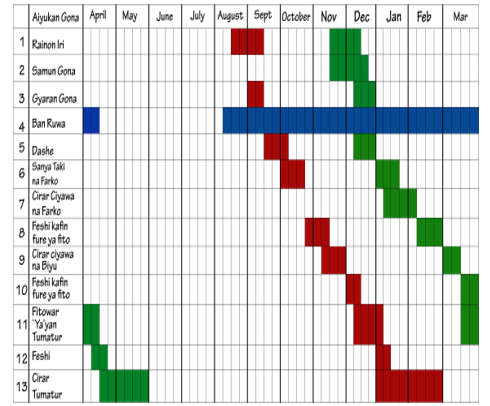 Aiyukan Gona April May June July August Sept October Nov Dec Jan Feb Mar
1 Rainon Iri
2 Samun Gona
3 Gyaran Gona
4 Ban Ruwa
5 Dashe
6 Sanya Taki
na Farko
7 Cirar Ciyawa
na Farko
8 Feshi kafin
fure ya fito
9 Cirar ciyawa
na Biyu
10 Feshi kafin
fure ya fito
11 Fitowar
'Ya'yan
Tumatur
12 Feshi
13 Cirar
Tumatur